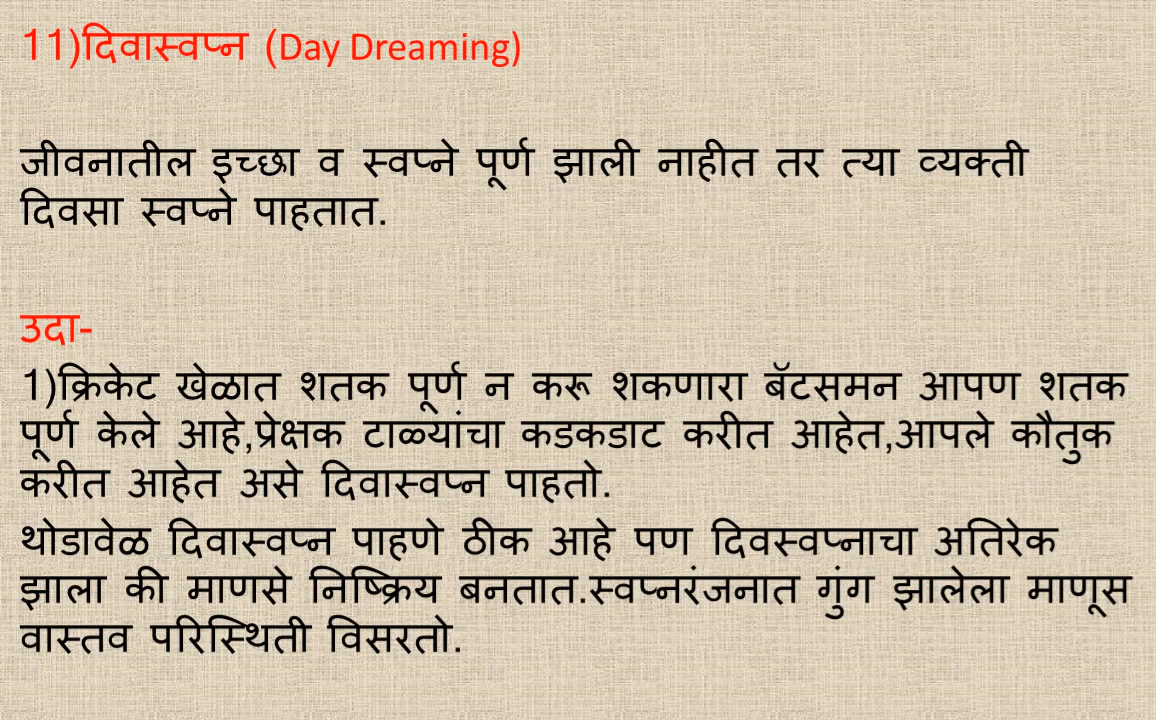 11)दिवास्वप्न (Day Dreaming)
जीवनातील इच्छा व स्वप्ने पूर्ण झाली नाहीत तर त्या व्यक्ती
दिवसा स्वप्ने पाहतात.
उदा-
1)क्रिकेट खेळात शतक पूर्ण न करू शकणारा बॅटसमन आपण शतक
पूर्ण केले आहे,प्रेक्षक टाळ्यांचा कडकडाट करीत आहेत,आपले कौतुक
करीत आहेत असे दिवास्वप्न पाहतो.
थोडावेळ दिवास्वप्न पाहणे ठीक आहे पण दिवस्वप्नाचा अतिरेक
झाला की माणसे निष्क्रिय बनतात.स्वप्नरंजनात गुंग झालेला माणूस
वास्तव परिस्थिती विसरतो.